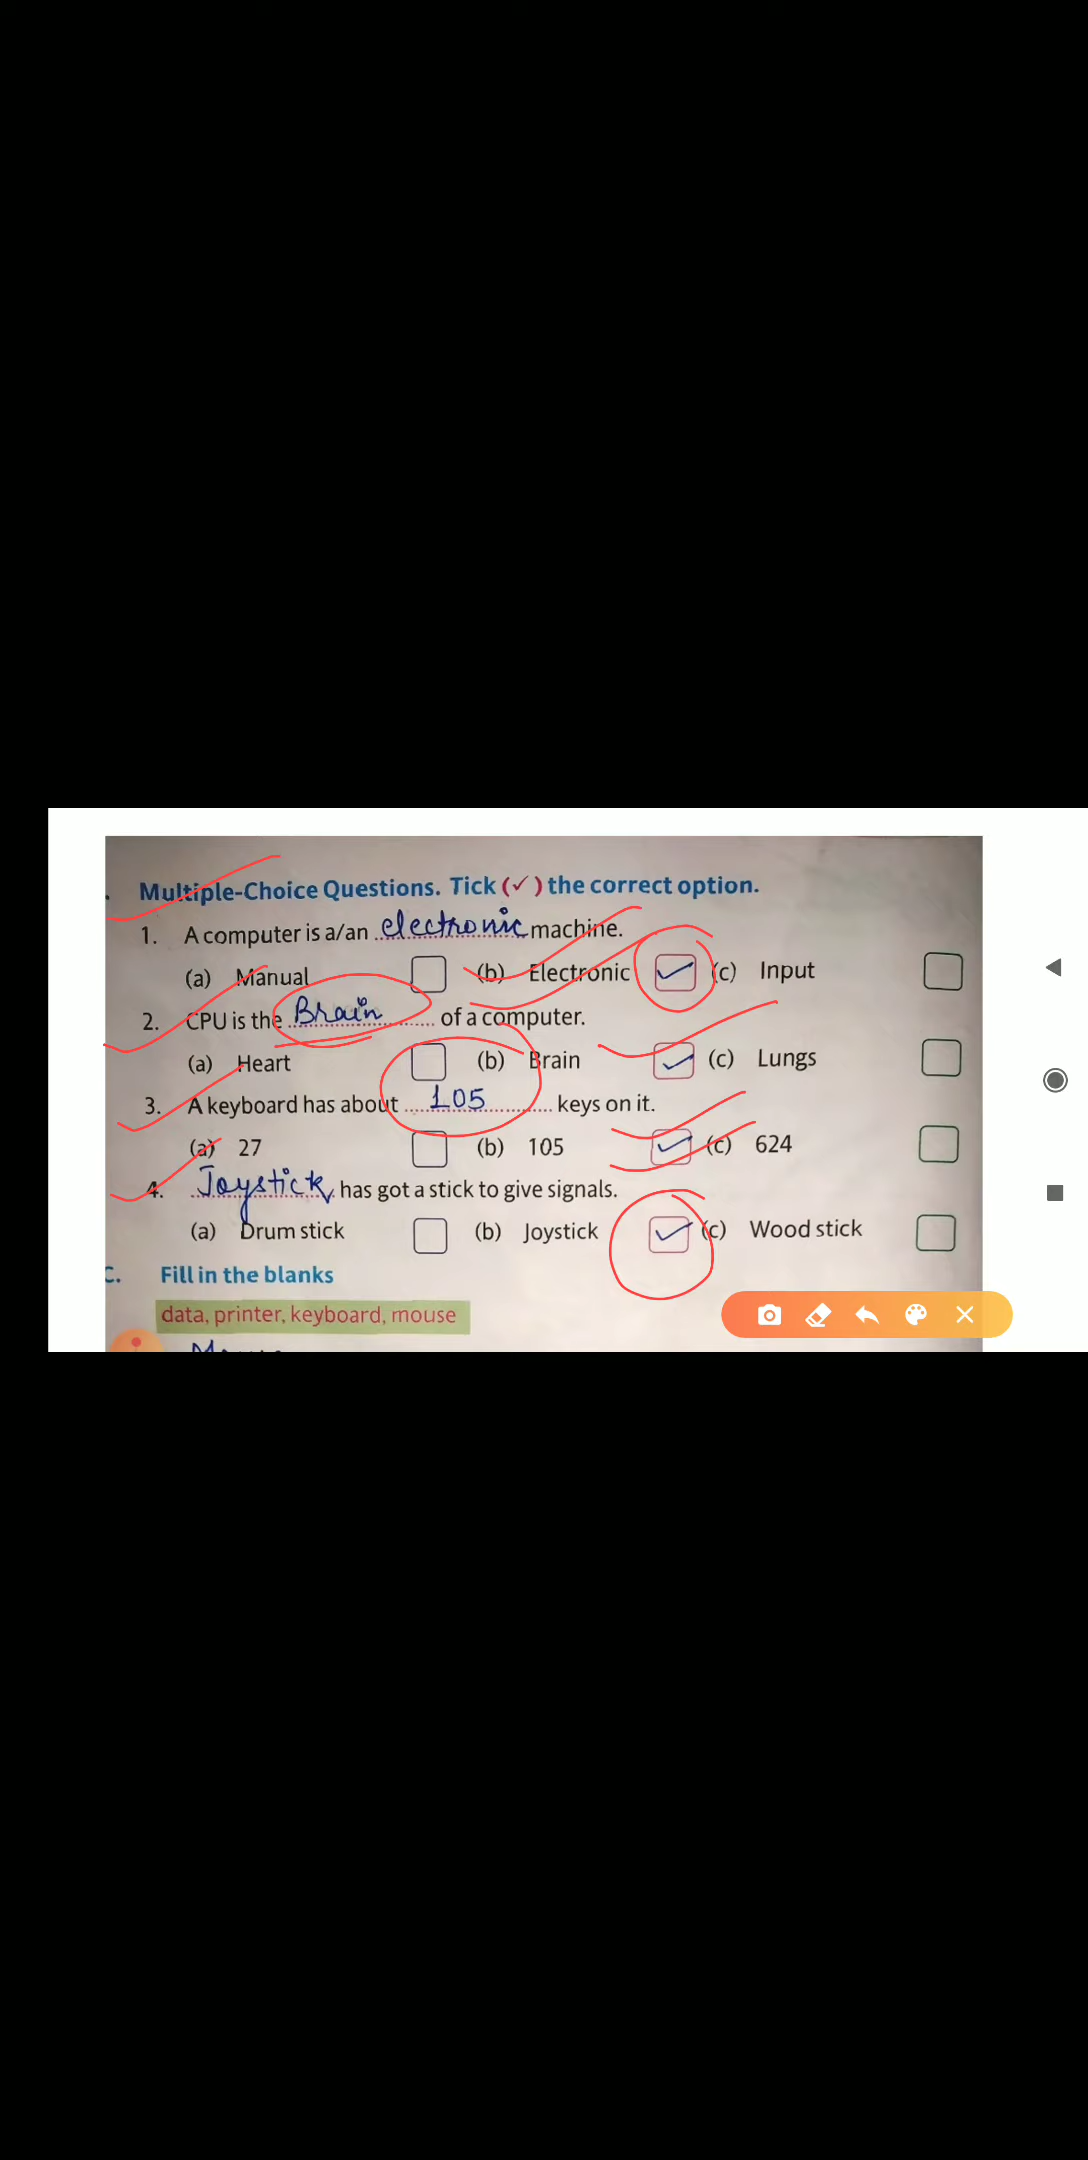 Multiple-Choice Questions. Tick (✓) the correct option.
1. A computer is a/an electronic machine.
(a) Manual (b) Electronic ✓ (c) Input
2. CPU is the Brain of a computer.
(a) Heart (b) Brain ✓ (c) Lungs
3. A keyboard has about 105 keys on it.
(a) 27 (b) 105 ✓ (c) 624
4. Joystick has got a stick to give signals.
(a) Drum stick (b) Joystick ✓ (c) Wood stick
C. Fill in the blanks
data, printer, keyboard, mouse